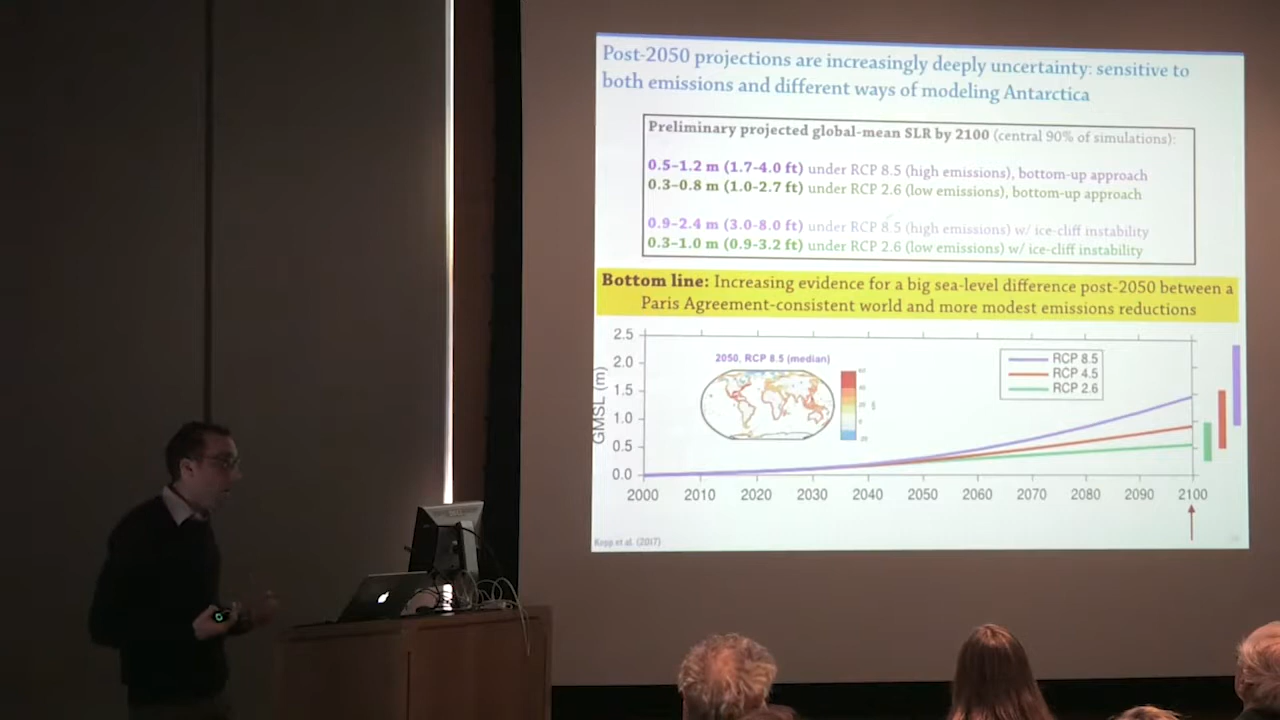 Post-2050 projections are increasingly deeply uncertainty: sensitive to
both emissions and different ways of modeling Antarctica
Preliminary projected global-mean SLR by 2100 (central 90% of simulations):
0.5–1.2 m (1.7-4.0 ft) under RCP 8.5 (high emissions), bottom-up approach
0.3–0.8 m (1.0-2.7 ft) under RCP 2.6 (low emissions), bottom-up approach
0.9–2.4 m (3.0-8.0 ft) under RCP 8.5 (high emissions) w/ ice-cliff instability
0.3–1.0 m (0.9-3.2 ft) under RCP 2.6 (low emissions) w/ ice-cliff instability
Bottom line: Increasing evidence for a big sea-level difference post-2050 between a
Paris Agreement-consistent world and more modest emissions reductions
GMSL (m)
2.5
2.0
1.5
1.0
0.5
0.0
2050, RCP 8.5 (median)
RCP 8.5
RCP 4.5
RCP 2.6
2000 2010 2020 2030 2040 2050 2060 2070 2080 2090 2100
Kopp et al. (2017)